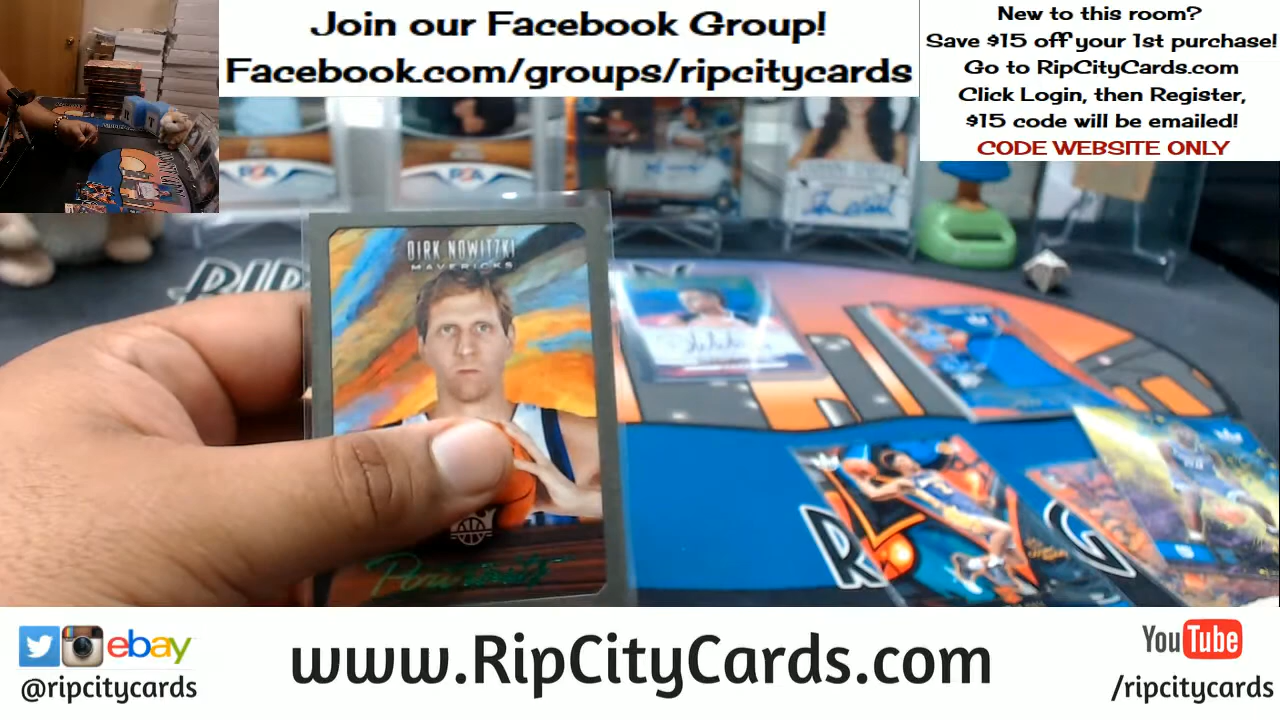 Join our Facebook Group!
Facebook.com/groups/ripcitycards
New to this room?
Save $15 off your 1st purchase!
Go to RipCityCards.com
Click Login, then Register,
$15 code will be emailed!
CODE WEBSITE ONLY
DIRK NOWITZKI
MAVERICKS
Portraits
RIP
R
G
ebay
@ripcitycards
www.RipCityCards.com
YouTube
/ripcitycards